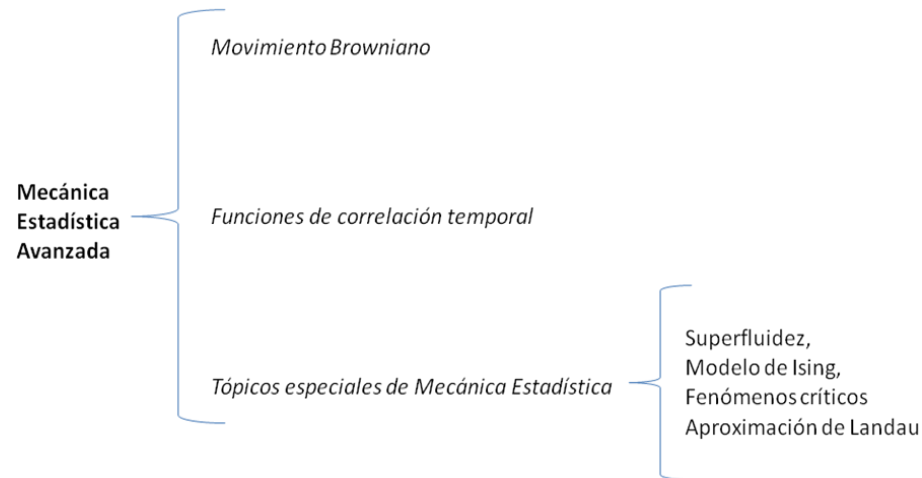 Movimiento Browniano
Mecánica
Estadística
Avanzada
Funciones de correlación temporal
Tópicos especiales de Mecánica Estadística
Superfluidez,
Modelo de Ising,
Fenómenos críticos
Aproximación de Landau